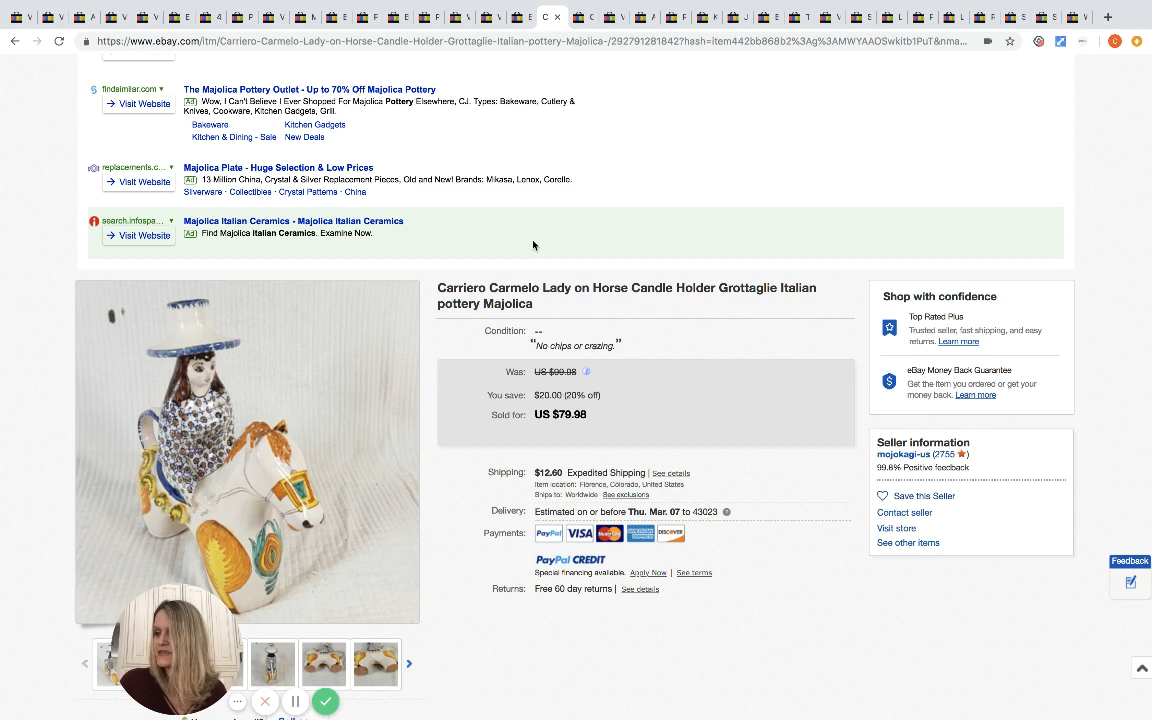 https://www.ebay.com/itm/Carriero-Carmelo-Lady-on-Horse-Candle-Holder-Grottaglie-Italian-pottery-Majolica-/292791281842?hash=item442bb868b2%3Ag%3AMWYAAOSwkitb1PuT&nma...
findsimilar.com
The Majolica Pottery Outlet - Up to 70% Off Majolica Pottery
Visit Website
Ad Wow, I Can't Believe I Ever Shopped For Majolica Pottery Elsewhere, CJ. Types: Bakeware, Cutlery &
Knives, Cookware, Kitchen Gadgets, Grill.
Bakeware Kitchen Gadgets
Kitchen & Dining - Sale New Deals
replacements.c...
Majolica Plate - Huge Selection & Low Prices
Visit Website
Ad 13 Million China, Crystal & Silver Replacement Pieces, Old and New! Brands: Mikasa, Lenox, Corelle.
Silverware · Collectibles · Crystal Patterns · China
search.infospa...
Majolica Italian Ceramics - Majolica Italian Ceramics
Visit Website
Ad Find Majolica Italian Ceramics. Examine Now.
Carriero Carmelo Lady on Horse Candle Holder Grottaglie Italian
pottery Majolica
Condition: --
"No chips or crazing."
Was: US $99.98
You save: $20.00 (20% off)
Sold for: US $79.98
Shipping: $12.60 Expedited Shipping | See details
Item location: Florence, Colorado, United States
Ships to: Worldwide See exclusions
Delivery: Estimated on or before Thu. Mar. 07 to 43023
Payments: PayPal VISA MasterCard AMERICAN EXPRESS DISCOVER
PayPal CREDIT
Special financing available. Apply Now | See terms
Returns: Free 60 day returns | See details
Shop with confidence
Top Rated Plus
Trusted seller, fast shipping, and easy
returns. Learn more
eBay Money Back Guarantee
Get the item you ordered or get your
money back. Learn more
Seller information
mojokagi-us (2755)
99.8% Positive feedback
Save this Seller
Contact seller
Visit store
See other items
Feedback